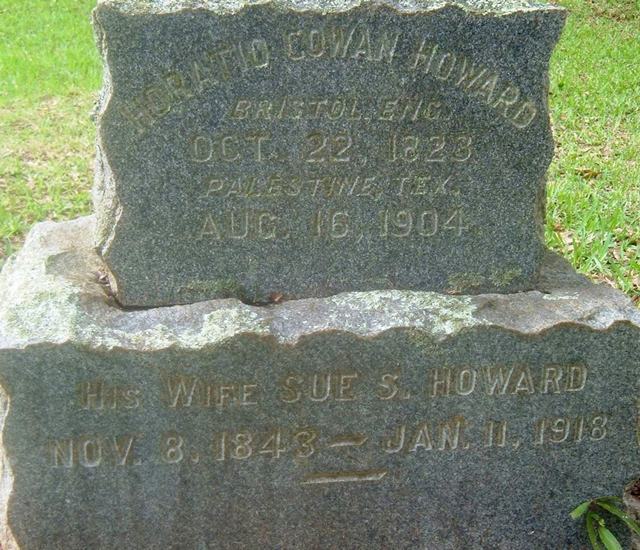 HORATIO COWAN HOWARD
BRISTOL, ENG.
OCT. 22, 1823
PALESTINE, TEX.
AUG. 16, 1904
HIS WIFE SUE S. HOWARD
NOV. 8, 1843 — JAN. 11, 1918